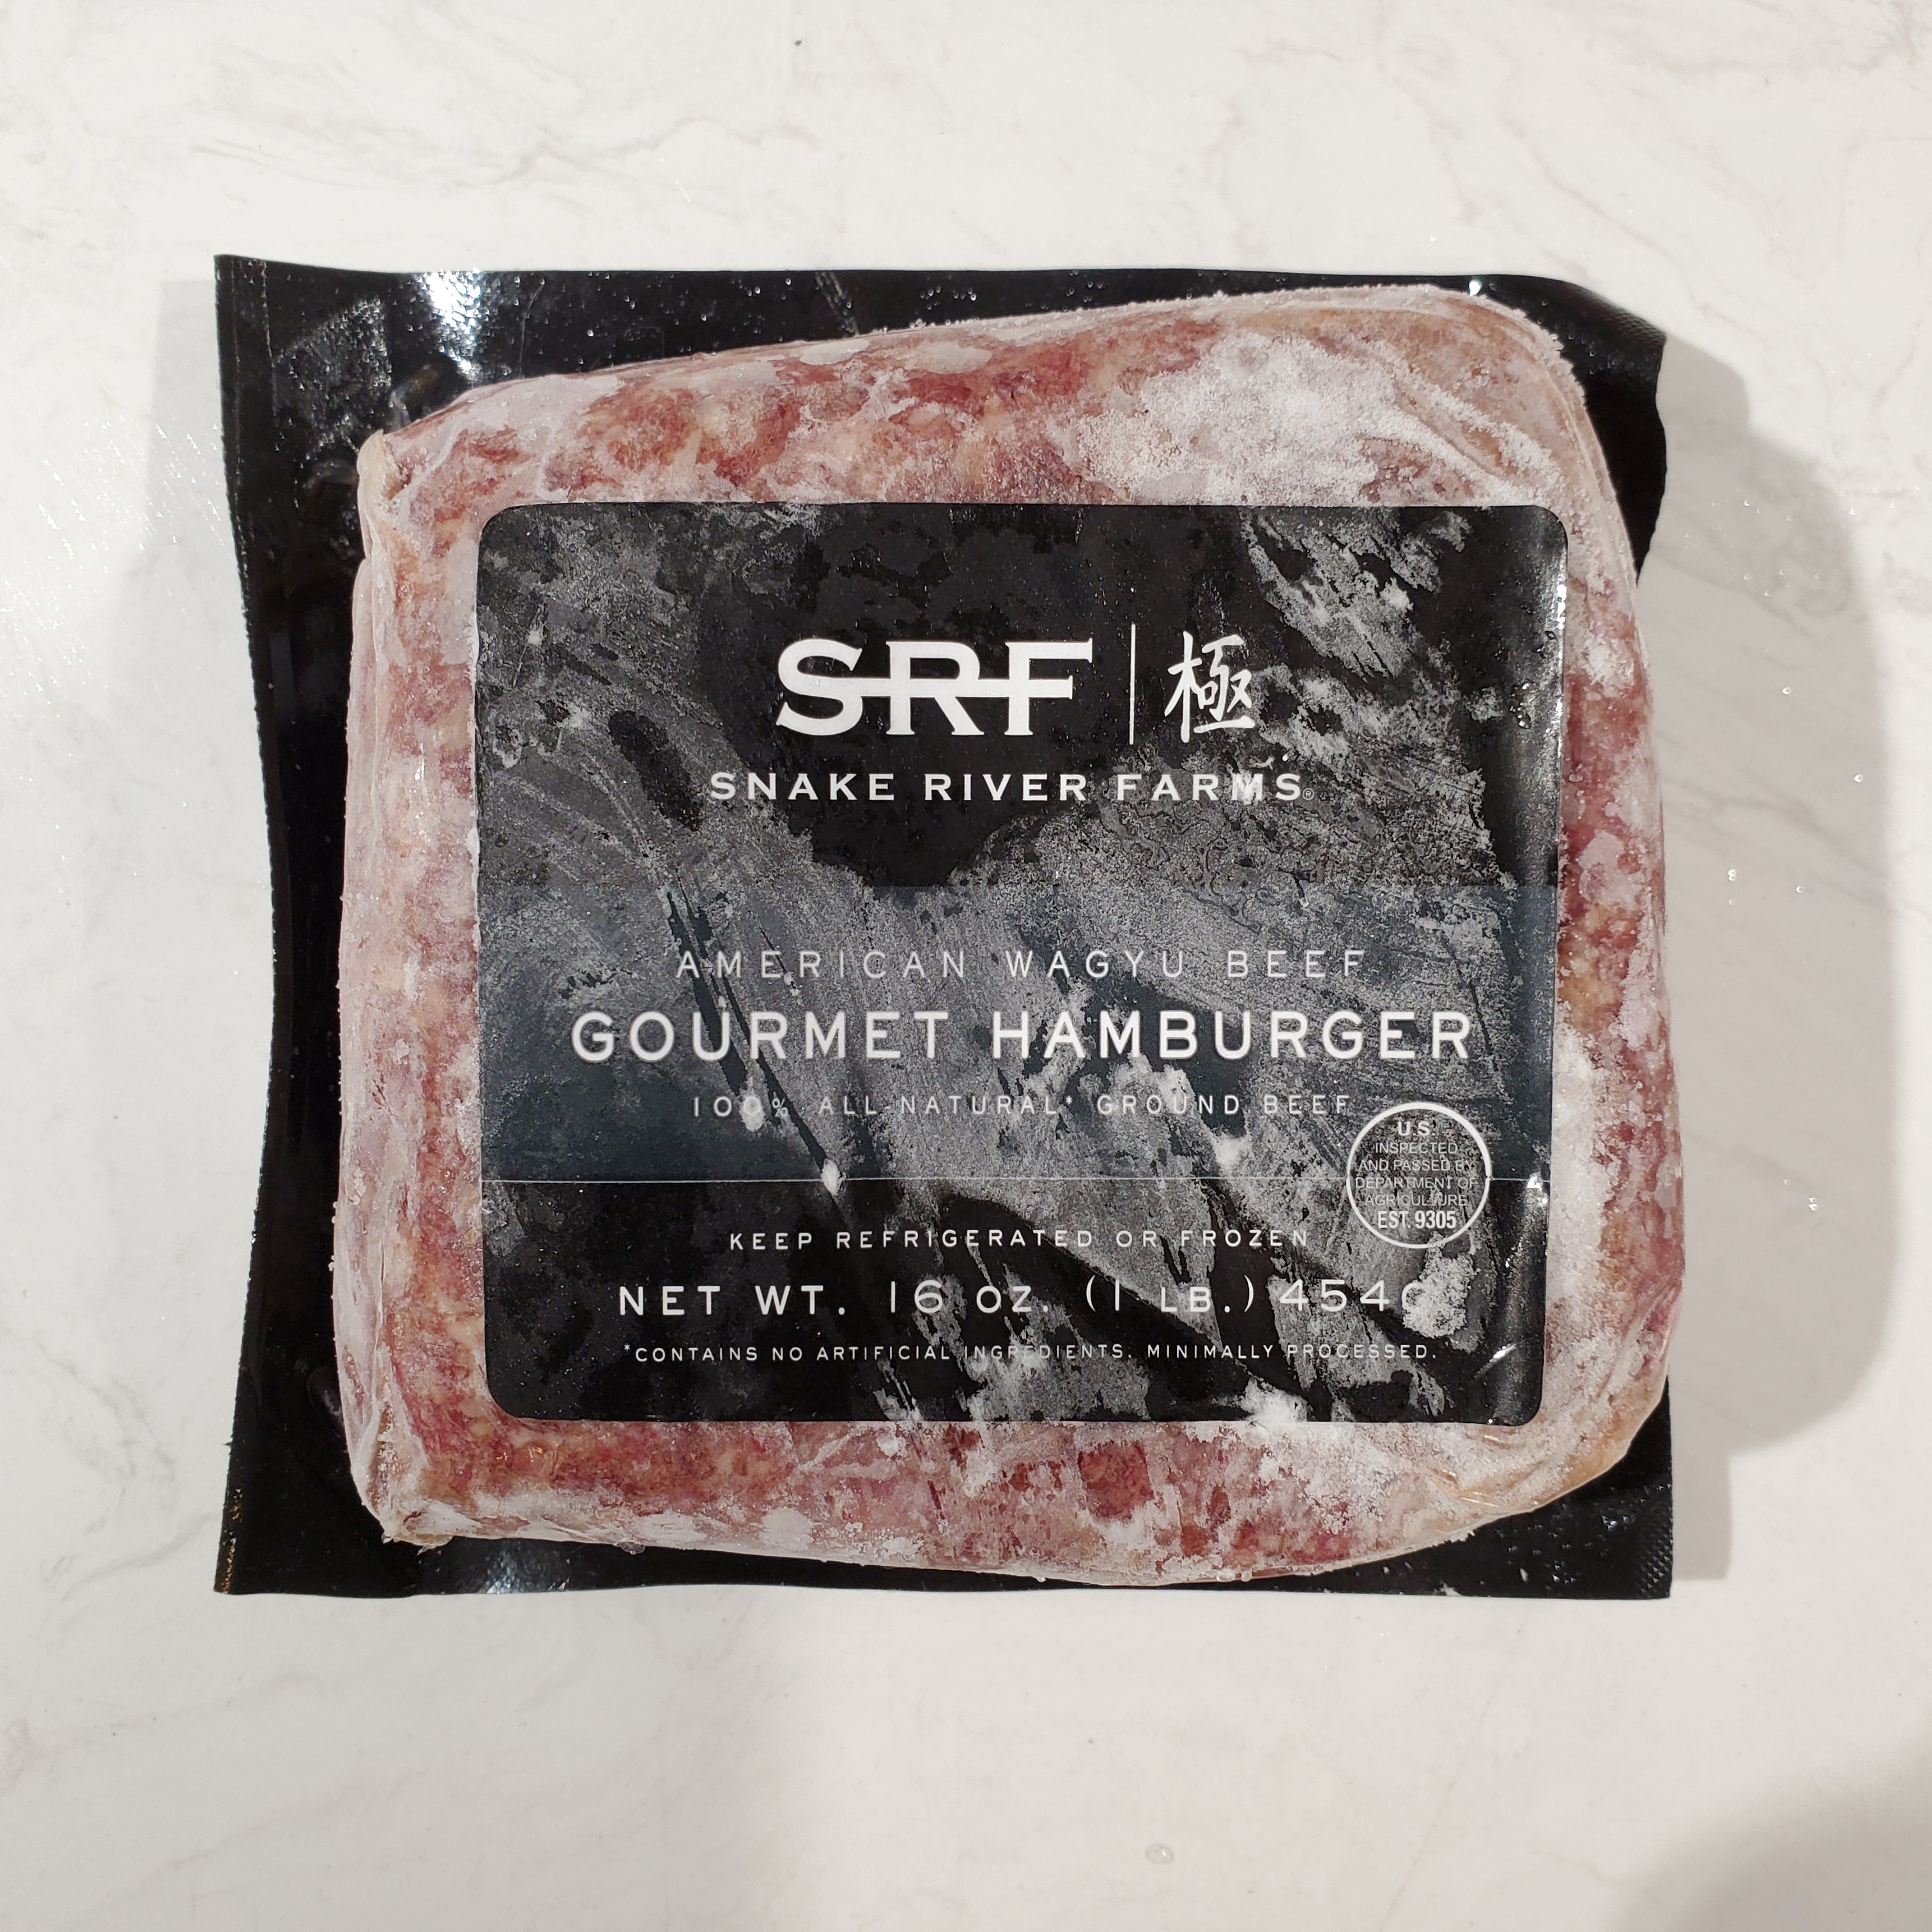 SRF | 極
SNAKE RIVER FARMS®
AMERICAN WAGYU BEEF
GOURMET HAMBURGER
100% ALL-NATURAL* GROUND BEEF
U.S.
INSPECTED
AND PASSED BY
DEPARTMENT OF
AGRICULTURE
EST. 9305
KEEP REFRIGERATED OR FROZEN
NET WT. 16 OZ. (1 LB.) 454G
*CONTAINS NO ARTIFICIAL INGREDIENTS. MINIMALLY PROCESSED.